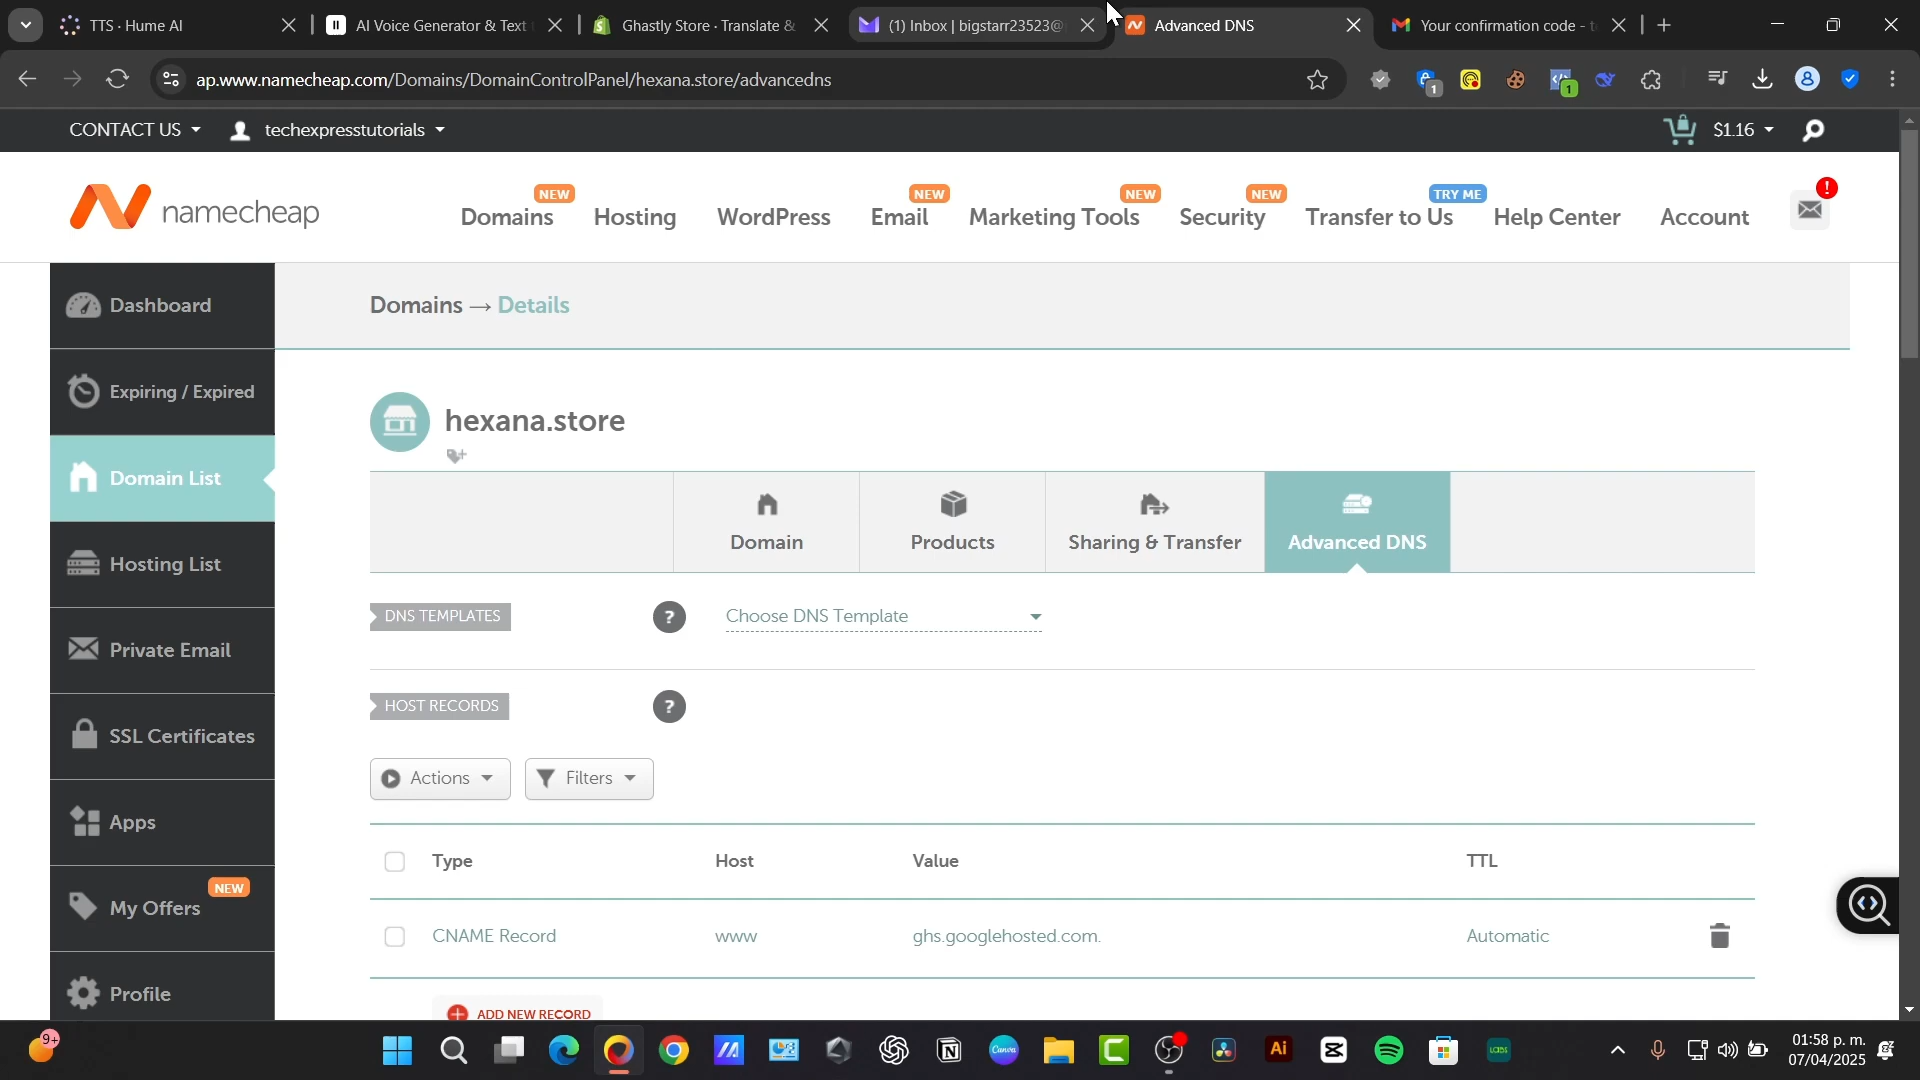 TTS · Hume AI
AI Voice Generator & Text
Ghastly Store · Translate &
(1) Inbox | bigstarr23523@
Advanced DNS
Your confirmation code -
ap.www.namecheap.com/Domains/DomainControlPanel/hexana.store/advancedns
1
1
CONTACT US
techexpresstutorials
$1.16
namecheap
NEW
Domains
Hosting
WordPress
NEW
Email
NEW
Marketing Tools
NEW
Security
TRY ME
Transfer to Us
Help Center
Account
!
Dashboard
Expiring / Expired
Domain List
Hosting List
Private Email
SSL Certificates
Apps
NEW
My Offers
Profile
Domains → Details
hexana.store
Domain
Products
Sharing & Transfer
Advanced DNS
DNS TEMPLATES
?
Choose DNS Template
HOST RECORDS
?
Actions
Filters
Type
Host
Value
TTL
CNAME Record
www
ghs.googlehosted.com.
Automatic
ADD NEW RECORD
9+
Canva
Ai
01:58 p. m.
07/04/2025